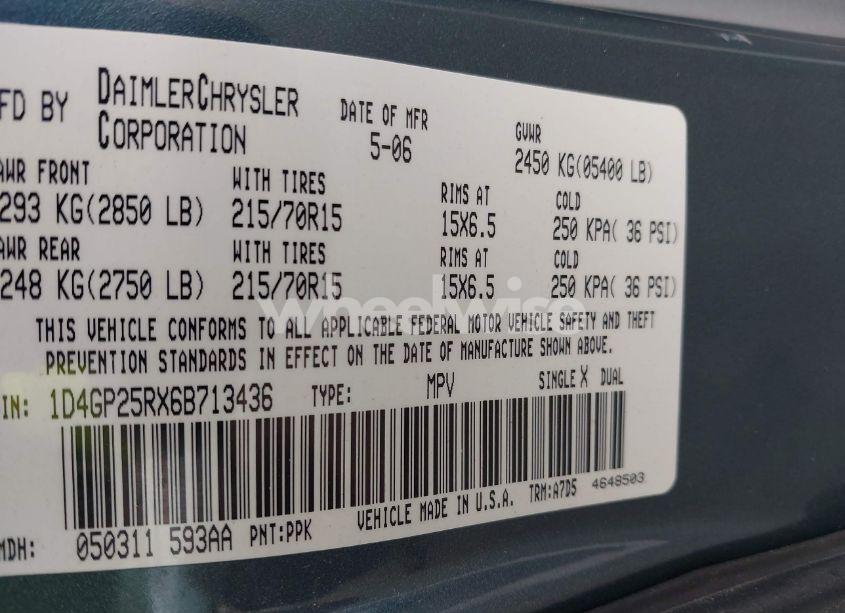 FD BY DAIMLERCHRYSLER CORPORATION DATE OF MFR 5-06 GVWR 2450 KG(05400 LB)
AWR FRONT WITH TIRES RIMS AT COLD
293 KG(2850 LB) 215/70R15 15X6.5 250 KPA( 36 PSI)
AWR REAR WITH TIRES RIMS AT COLD
248 KG(2750 LB) 215/70R15 15X6.5 250 KPA( 36 PSI)
wheelwise
THIS VEHICLE CONFORMS TO ALL APPLICABLE FEDERAL MOTOR VEHICLE SAFETY AND THEFT
PREVENTION STANDARDS IN EFFECT ON THE DATE OF MANUFACTURE SHOWN ABOVE.
IN: 1D4GP25RX6B713436 TYPE: MPV SINGLE X DUAL
MDH: 050311 593AA PNT:PPK VEHICLE MADE IN U.S.A. TRM:A7D5 4648503